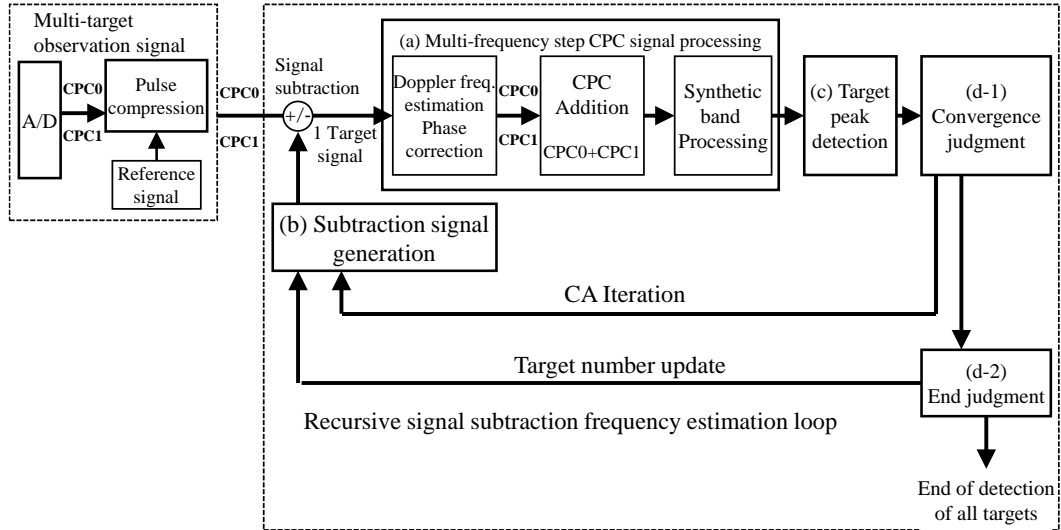 Multi-target
observation signal
A/D
CPC0
CPC1
Pulse
compression
Reference
signal
CPC0
CPC1
Signal
subtraction
+/-
1 Target
signal
(a) Multi-frequency step CPC signal processing
Doppler freq.
estimation
Phase
correction
CPC0
CPC1
CPC
Addition
CPC0+CPC1
Synthetic
band
Processing
(c) Target
peak
detection
(d-1)
Convergence
judgment
(b) Subtraction signal
generation
CA Iteration
Target number update
(d-2)
End judgment
Recursive signal subtraction frequency estimation loop
End of detection
of all targets